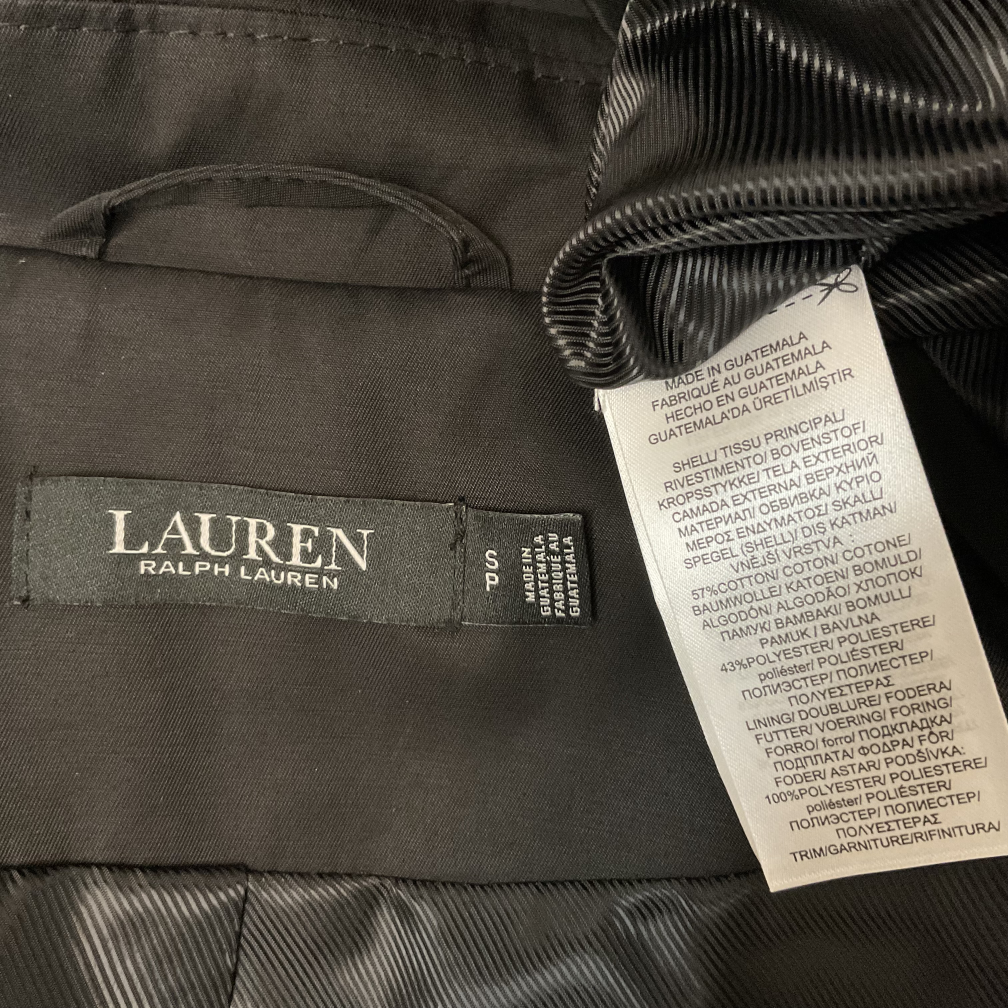 LAUREN
RALPH LAUREN
S
P
MADE IN
GUATEMALA
FABRIQUÉ AU
GUATEMALA
MADE IN GUATEMALA
FABRIQUÉ AU GUATEMALA
HECHO EN GUATEMALA
GUATEMALA'DA ÜRETİLMİŞTİR
SHELL/ TISSU PRINCIPAL/
RIVESTIMENTO/ BOVENSTOF/
KROPSSTYKKE/ TELA EXTERIOR/
CAMADA EXTERNA/ ВЕРХНИЙ
МАТЕРИАЛ/ ОБВИВКА/ ΚΥΡΙΟ
ΜΕΡΟΣ ΕΝΔΥΜΑΤΟΣ/ SKALL/
SPEGEL (SHELL)/ DIŞ KATMAN/
VNĚJŠÍ VRSTVA :
57%COTTON/ COTON/ COTONE/
BAUMWOLLE/ KATOEN/ BOMULD/
ALGODÓN/ ALGODÃO/ ХЛОПОК/
ПАМУК/ ΒΑΜΒΑΚΙ/ BOMULL/
PAMUK / BAVLNA
43%POLYESTER/ POLIESTERE/
poliéster/ POLIÉSTER/
ПОЛИЭСТЕР/ ПОЛИЕСТЕР/
ΠΟΛΥΕΣΤΕΡΑΣ
LINING/ DOUBLURE/ FODERA/
FUTTER/ VOERING/ FORING/
FORRO/ forro/ ПОДКЛАДКА/
ПОДПЛАТА/ ΦΟΔΡΑ/ FÔR/
FODER/ ASTAR/ PODŠÍVKA:
100%POLYESTER/ POLIESTERE/
poliéster/ POLIÉSTER/
ПОЛИЭСТЕР/ ПОЛИЕСТЕР/
ΠΟΛΥΕΣΤΕΡΑΣ
TRIM/GARNITURE/RIFINITURA/